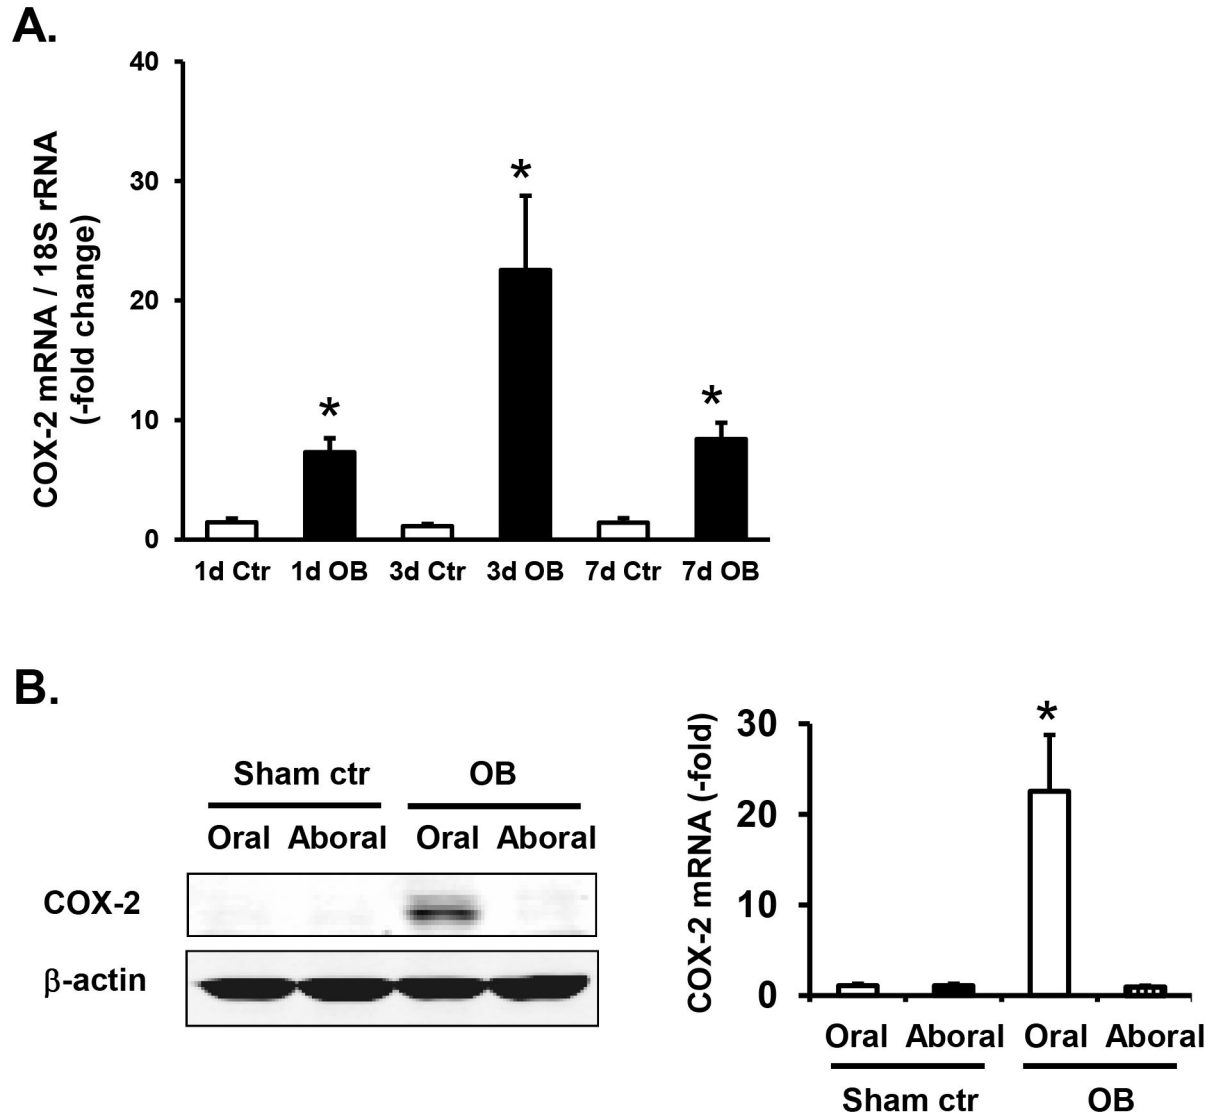 A.
COX-2 mRNA / 18S rRNA
(-fold change)
40
30
20
10
0
*
*
*
1d Ctr 1d OB 3d Ctr 3d OB 7d Ctr 7d OB
B.
Sham ctr OB
Oral Aboral Oral Aboral
COX-2
β-actin
COX-2 mRNA (-fold)
30
20
10
0
*
Oral Aboral Oral Aboral
Sham ctr OB